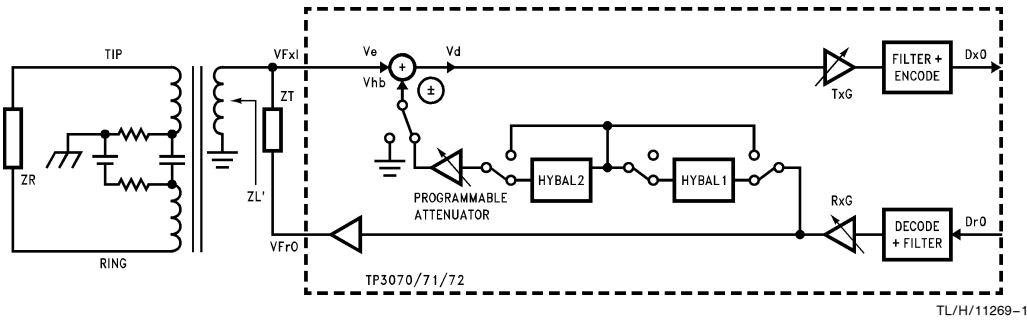 TIP
VFxI
Ve
Vd
Vhb
+
±
ZT
TxG
FILTER +
ENCODE
Dx0
ZR
ZL'
PROGRAMMABLE
ATTENUATOR
HYBAL2
HYBAL1
RxG
DECODE
+ FILTER
Dr0
VFr0
RING
TP3070/71/72
TL/H/11269–1